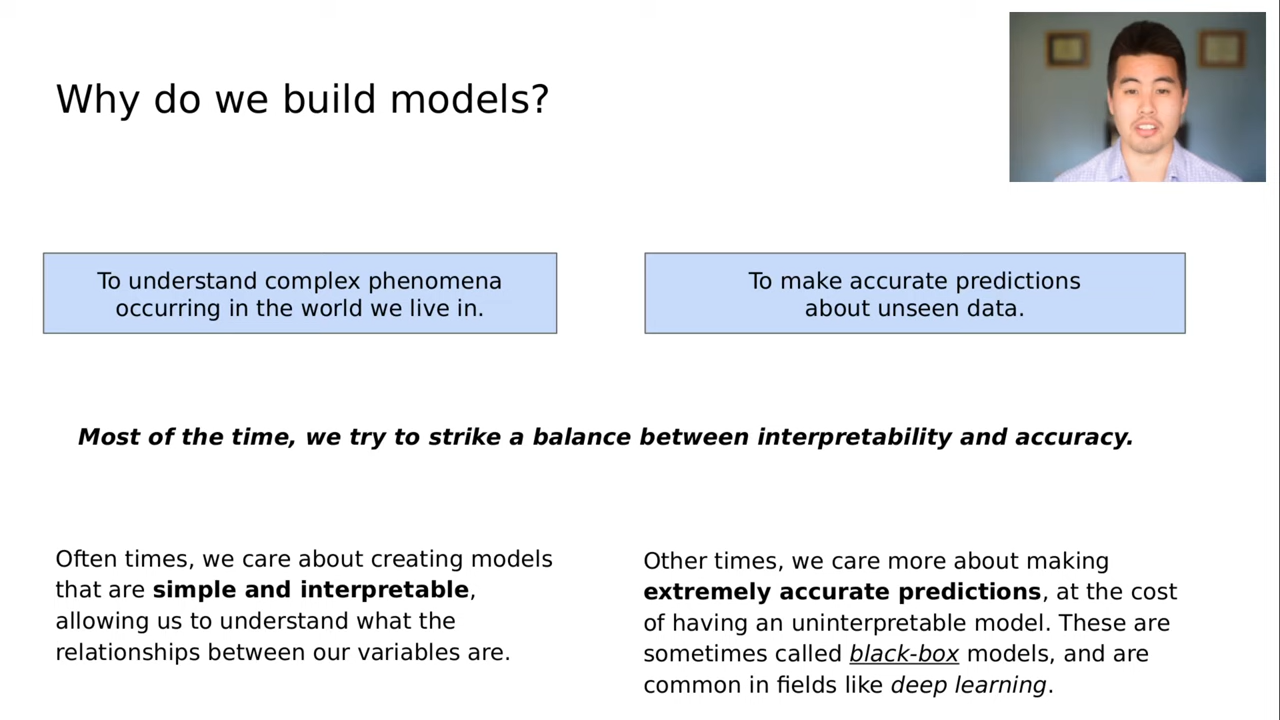 Why do we build models?
To understand complex phenomena
occurring in the world we live in.
To make accurate predictions
about unseen data.
Most of the time, we try to strike a balance between interpretability and accuracy.
Often times, we care about creating models
that are simple and interpretable,
allowing us to understand what the
relationships between our variables are.
Other times, we care more about making
extremely accurate predictions, at the cost
of having an uninterpretable model. These are
sometimes called black-box models, and are
common in fields like deep learning.